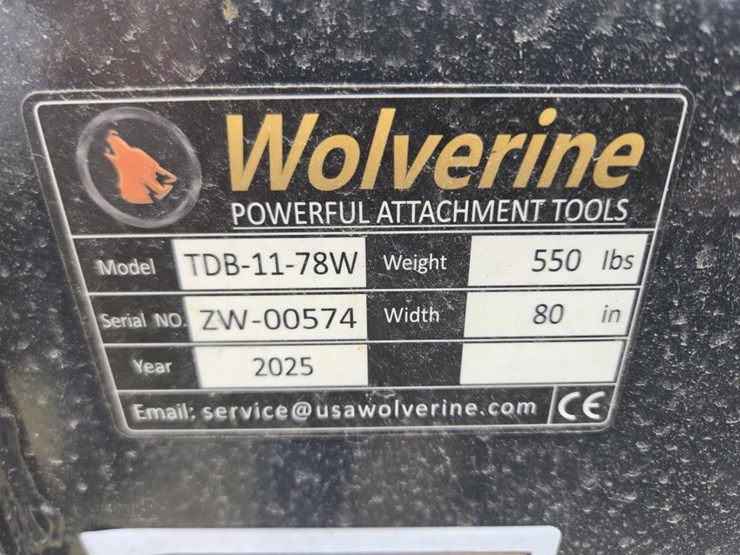 Wolverine
POWERFUL ATTACHMENT TOOLS
Model TDB-11-78W Weight 550 lbs
Serial NO. ZW-00574 Width 80 in
Year 2025
Email: service@usawolverine.com CE